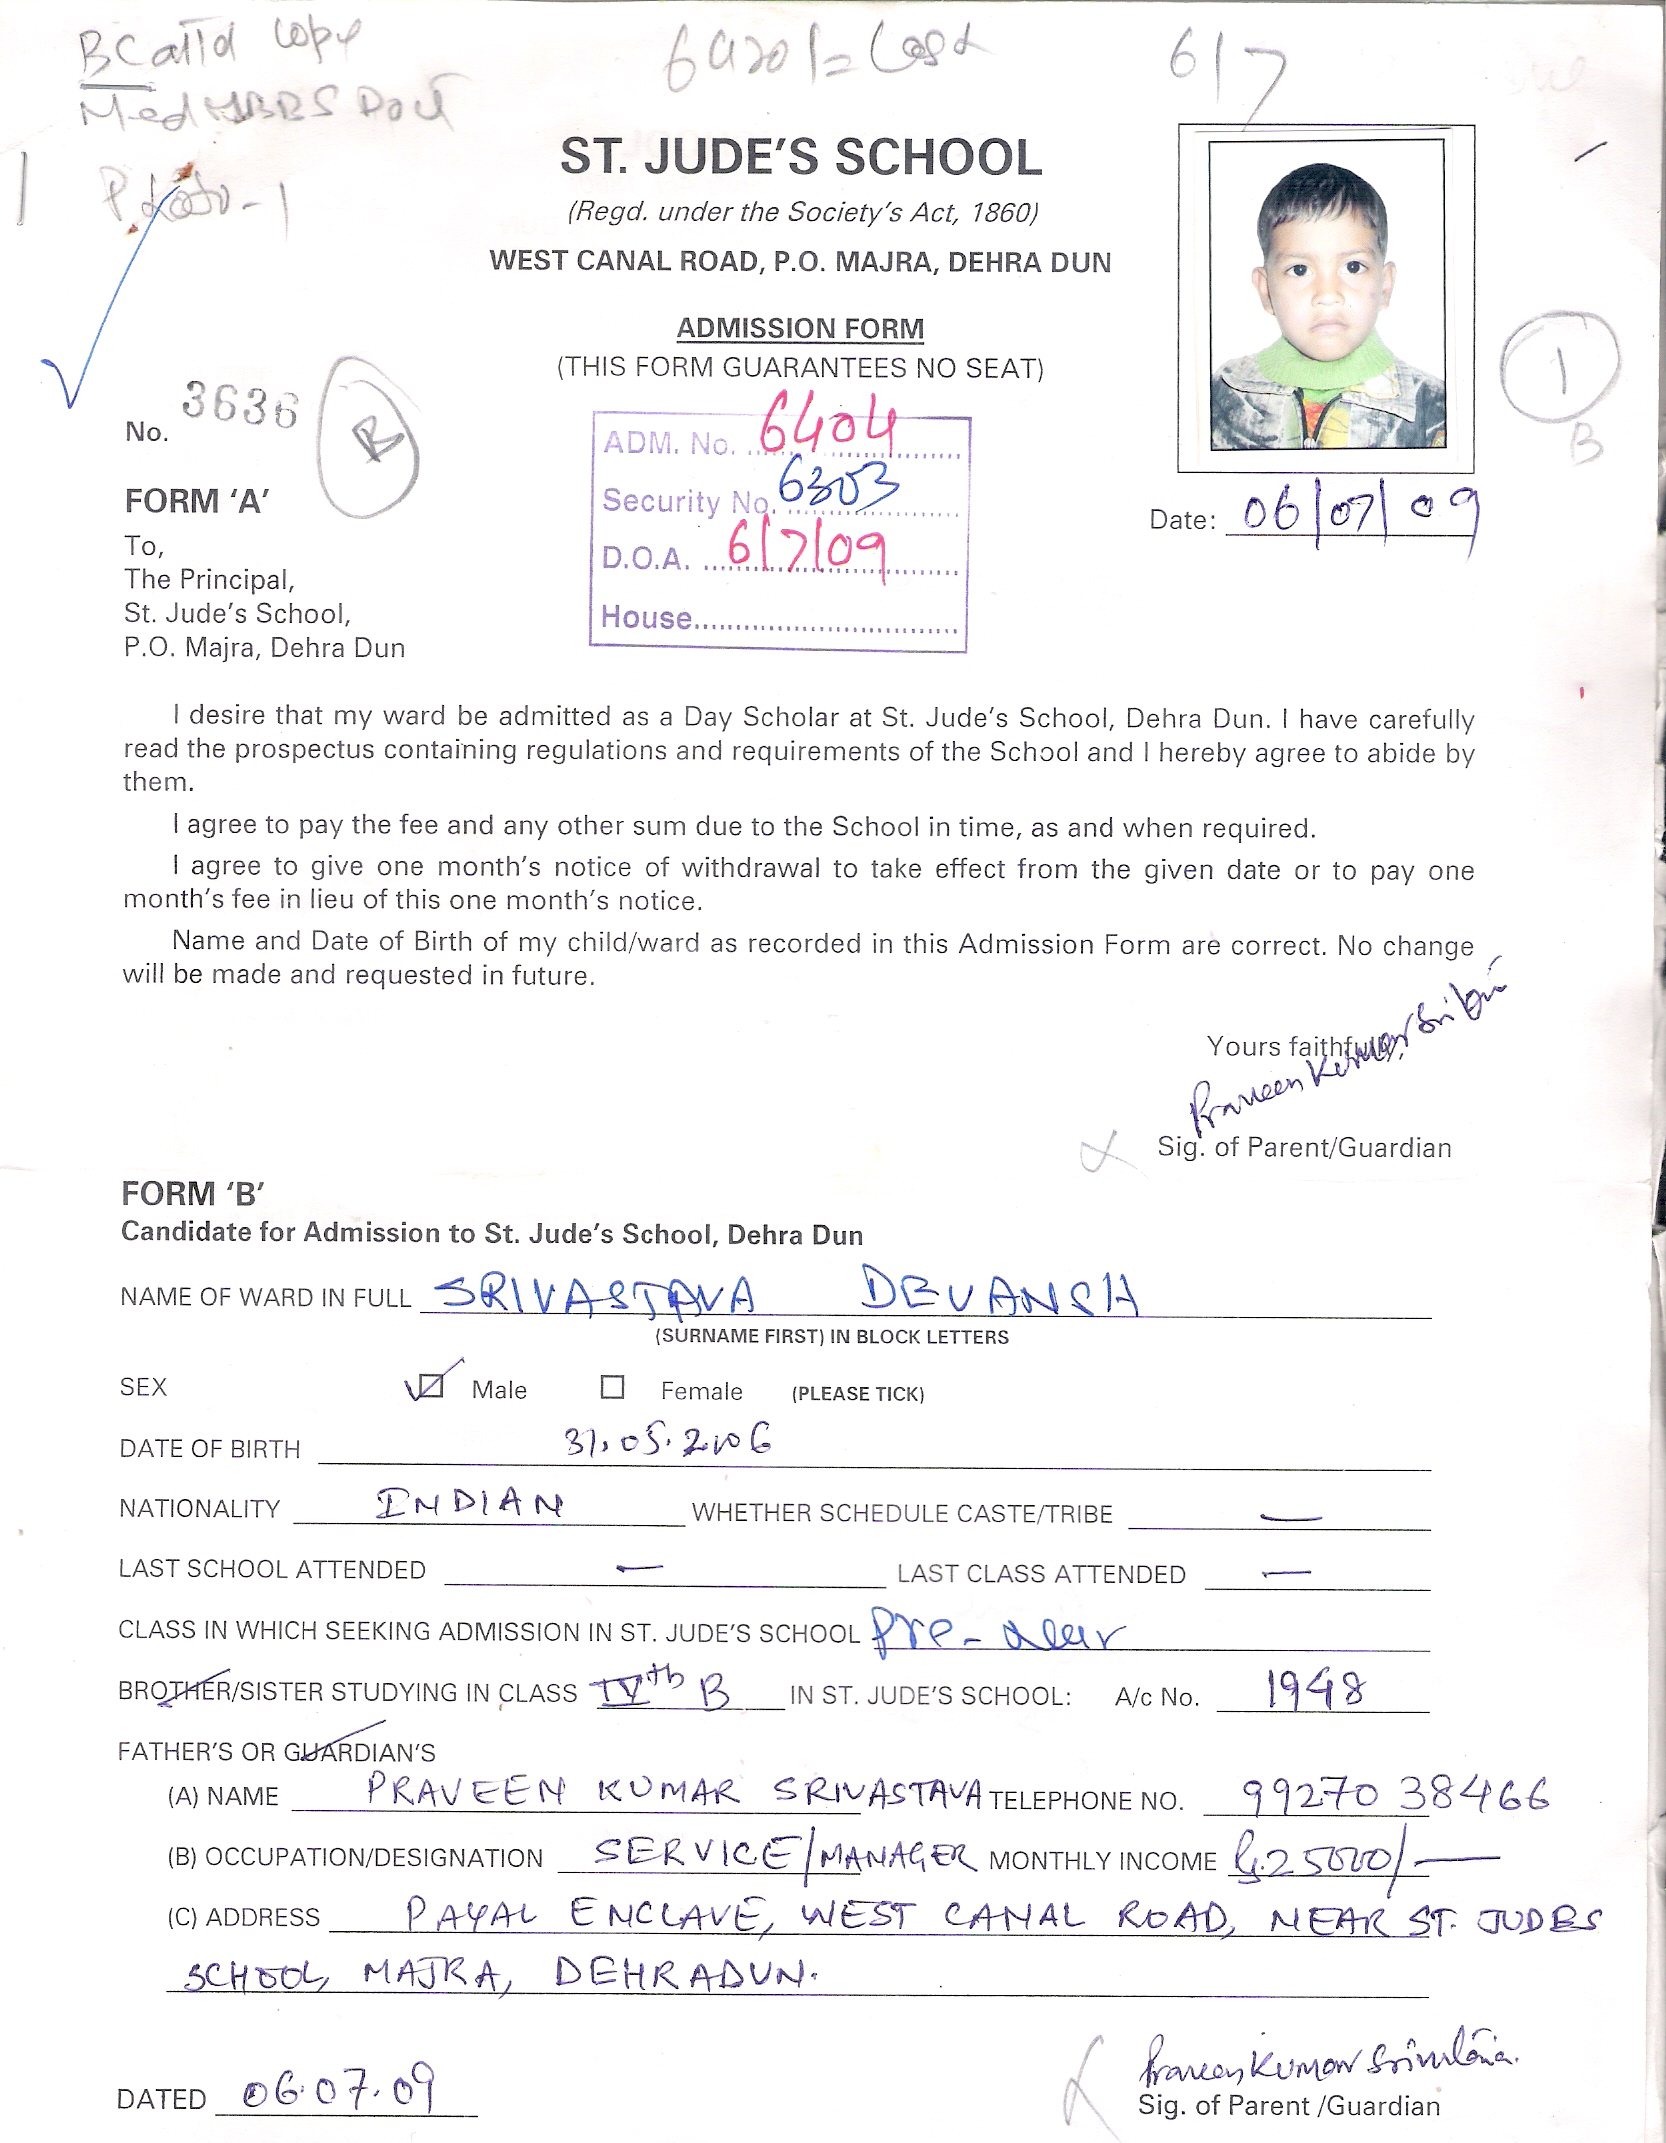 BC atttd Copy
6920/= Cash
6/7
Med MBBS Doct
Photo-1
ST. JUDE'S SCHOOL
(Regd. under the Society's Act, 1860)
WEST CANAL ROAD, P.O. MAJRA, DEHRA DUN
ADMISSION FORM
(THIS FORM GUARANTEES NO SEAT)
No. 3636
R
1
B
ADM. No. 6404
Security No. 6303
D.O.A. 6/7/09
House
Date: 06/07/09
FORM 'A'
To,
The Principal,
St. Jude's School,
P.O. Majra, Dehra Dun
I desire that my ward be admitted as a Day Scholar at St. Jude's School, Dehra Dun. I have carefully
read the prospectus containing regulations and requirements of the School and I hereby agree to abide by
them.
I agree to pay the fee and any other sum due to the School in time, as and when required.
I agree to give one month's notice of withdrawal to take effect from the given date or to pay one
month's fee in lieu of this one month's notice.
Name and Date of Birth of my child/ward as recorded in this Admission Form are correct. No change
will be made and requested in future.
Yours faithfully,
Praveen Kumar
Sig. of Parent/Guardian
FORM 'B'
Candidate for Admission to St. Jude's School, Dehra Dun
NAME OF WARD IN FULL SRIVASTAVA DEVANSH
(SURNAME FIRST) IN BLOCK LETTERS
SEX Male Female (PLEASE TICK)
DATE OF BIRTH 31.05.2006
NATIONALITY INDIAN WHETHER SCHEDULE CASTE/TRIBE —
LAST SCHOOL ATTENDED — LAST CLASS ATTENDED —
CLASS IN WHICH SEEKING ADMISSION IN ST. JUDE'S SCHOOL Pre-
BROTHER/SISTER STUDYING IN CLASS IVth B IN ST. JUDE'S SCHOOL: A/c No. 1948
FATHER'S OR GUARDIAN'S
(A) NAME PRAVEEN KUMAR SRIVASTAVA TELEPHONE NO. 99270 38466
(B) OCCUPATION/DESIGNATION SERVICE/MANAGER MONTHLY INCOME Rs.25000/—
(C) ADDRESS PAYAL ENCLAVE, WEST CANAL ROAD, NEAR ST. JUDES
SCHOOL, MAJRA, DEHRADUN.
DATED 06.07.09
Praveen Kumar Srivastava.
Sig. of Parent /Guardian